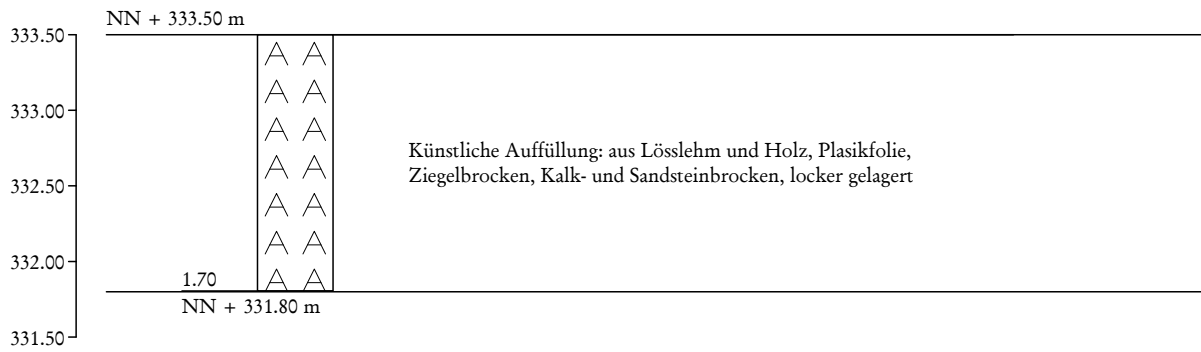 NN + 333.50 m
333.50
333.00
A A
A A
A A
A A
A A
A A
A A
Künstliche Auffüllung: aus Lösslehm und Holz, Plasikfolie,
Ziegelbrocken, Kalk- und Sandsteinbrocken, locker gelagert
332.50
332.00
1.70
NN + 331.80 m
331.50